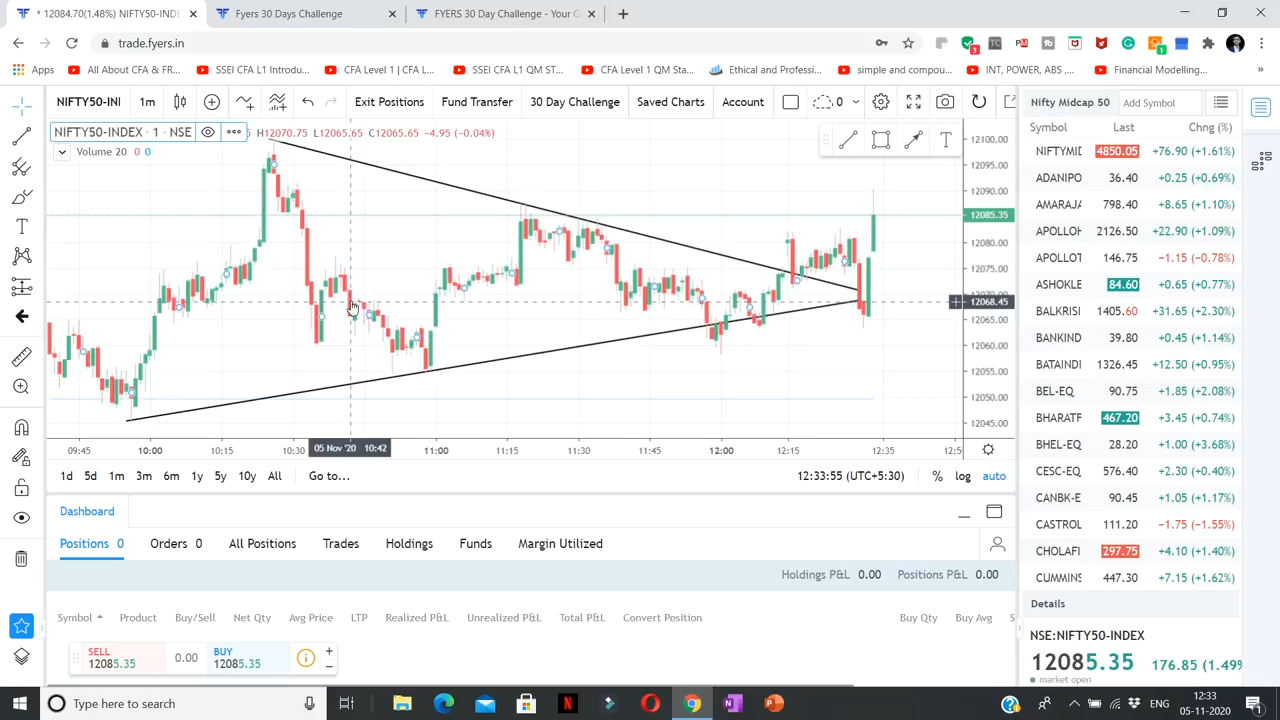 * 12084.70(1.48%) NIFTY50-INDE
Fyers 30 Days Challenge
FYERS 30 Day Challenge - Your G
trade.fyers.in
Apps
All About CFA & FR...
SSEI CFA L1 Introdu...
CFA Level 1 | CFA L...
SSEI CFA L1 QM ST...
CFA Level 1 QM Sta...
Ethical and Professi...
simple and compou...
INT, POWER, ABS ,...
Financial Modelling...
»
NIFTY50-INI
1m
Exit Positions
Fund Transfer
30 Day Challenge
Saved Charts
Account
0
Nifty Midcap 50
Add Symbol
NIFTY50-INDEX · 1 · NSE
H12070.75 L12065.65 C12065.65 -4.95 (-0.04%)
Volume 20 0 0
T
T
12100.00
12095.00
12090.00
12085.35
12080.00
12075.00
12068.45
12065.00
12060.00
12055.00
12050.00
12045.00
09:45
10:00
10:15
10:30
05 Nov '20 10:42
11:00
11:15
11:30
11:45
12:00
12:15
12:35
12:5
1d 5d 1m 3m 6m 1y 5y 10y All
Go to...
12:33:55 (UTC+5:30)
% log auto
Symbol Last Chng (%)
NIFTYMID 4850.05 +76.90 (+1.61%)
ADANIPO 36.40 +0.25 (+0.69%)
AMARAJA 798.40 +8.65 (+1.10%)
APOLLOH 2126.50 +22.90 (+1.09%)
APOLLOT 146.75 -1.15 (-0.78%)
ASHOKLE 84.60 +0.65 (+0.77%)
BALKRISI 1405.60 +31.65 (+2.30%)
BANKIND 39.80 +0.45 (+1.14%)
BATAINDI 1326.45 +12.50 (+0.95%)
BEL-EQ 90.75 +1.85 (+2.08%)
BHARATF 467.20 +3.45 (+0.74%)
BHEL-EQ 28.20 +1.00 (+3.68%)
CESC-EQ 576.40 +2.30 (+0.40%)
CANBK-E 90.45 +1.05 (+1.17%)
CASTROL 111.20 -1.75 (-1.55%)
CHOLAFI 297.75 +4.10 (+1.40%)
CUMMINS 447.30 +7.15 (+1.62%)
Details
NSE:NIFTY50-INDEX
12085.35 176.85 (1.49%
market open
Dashboard
Positions 0
Orders 0
All Positions
Trades
Holdings
Funds
Margin Utilized
Holdings P&L 0.00
Positions P&L 0.00
Symbol Product Buy/Sell Net Qty Avg Price LTP Realized P&L Unrealized P&L Total P&L Convert Position Buy Qty Buy Avg S
SELL
12085.35
0.00
BUY
12085.35
Type here to search
ENG
12:33
05-11-2020